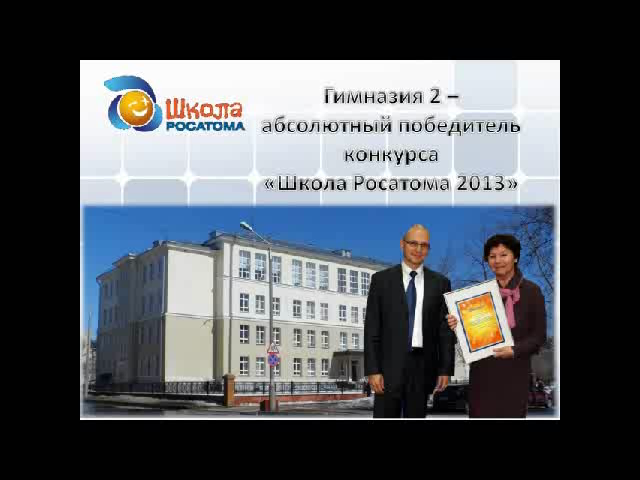 Школа
РОСАТОМА
Гимназия 2 –
абсолютный победитель
конкурса
«Школа Росатома 2013»